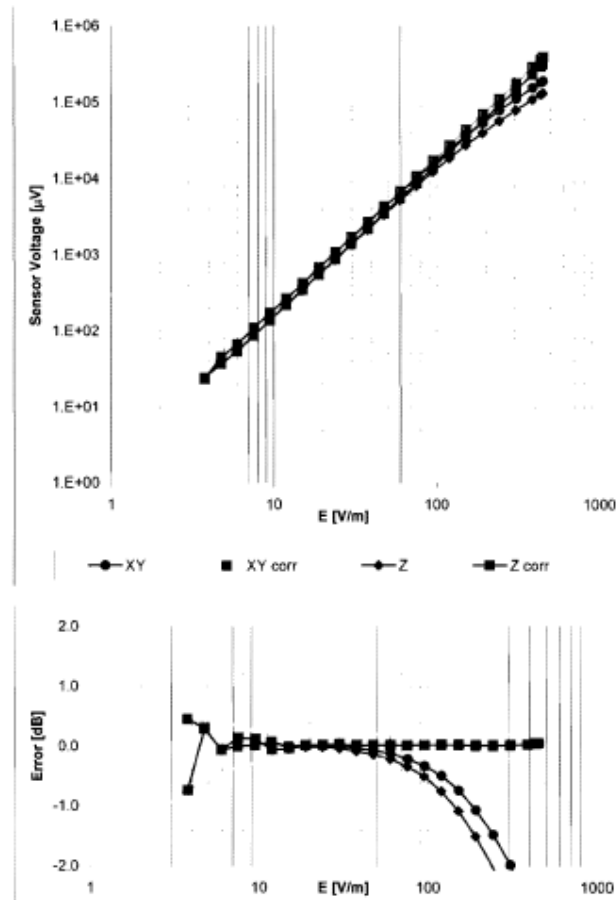 1.E+06
1.E+05
1.E+04
1.E+03
1.E+02
1.E+01
1.E+00
Sensor Voltage [µV]
1 10 100 1000
E [V/m]
XY XY corr Z Z corr
2.0
1.0
0.0
-1.0
-2.0
Error [dB]
1 10 E [V/m] 100 1000